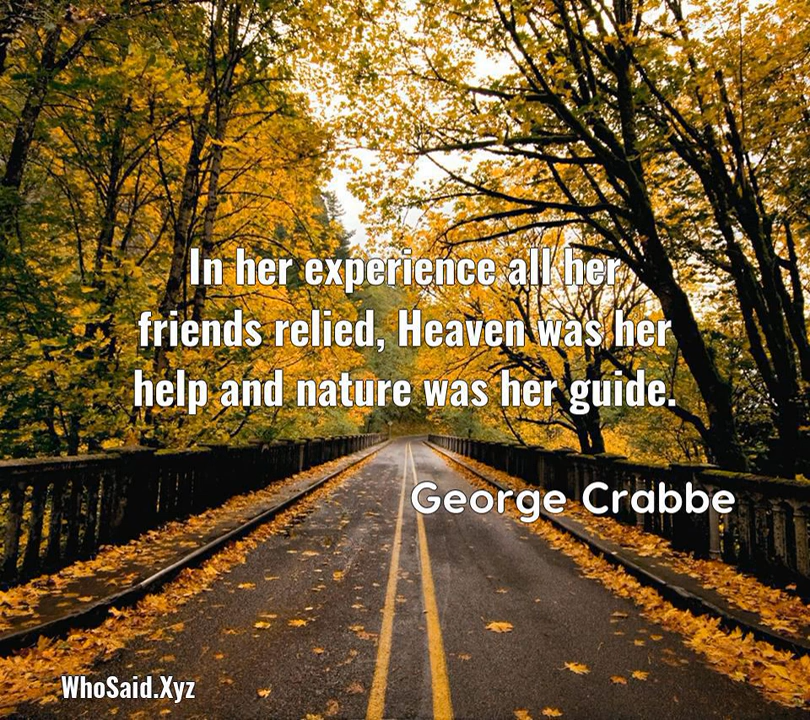 In her experience all her
friends relied, Heaven was her
help and nature was her guide.
George Crabbe
WhoSaid.Xyz